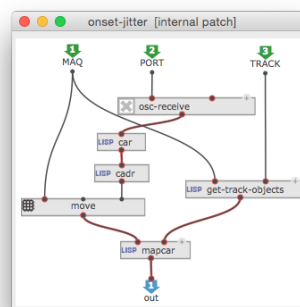 onset-jitter [internal patch]
1 2 3
MAQ PORT TRACK
osc-receive
LISP car
LISP cadr
LISP get-track-objects
move
LISP mapcar
1
out